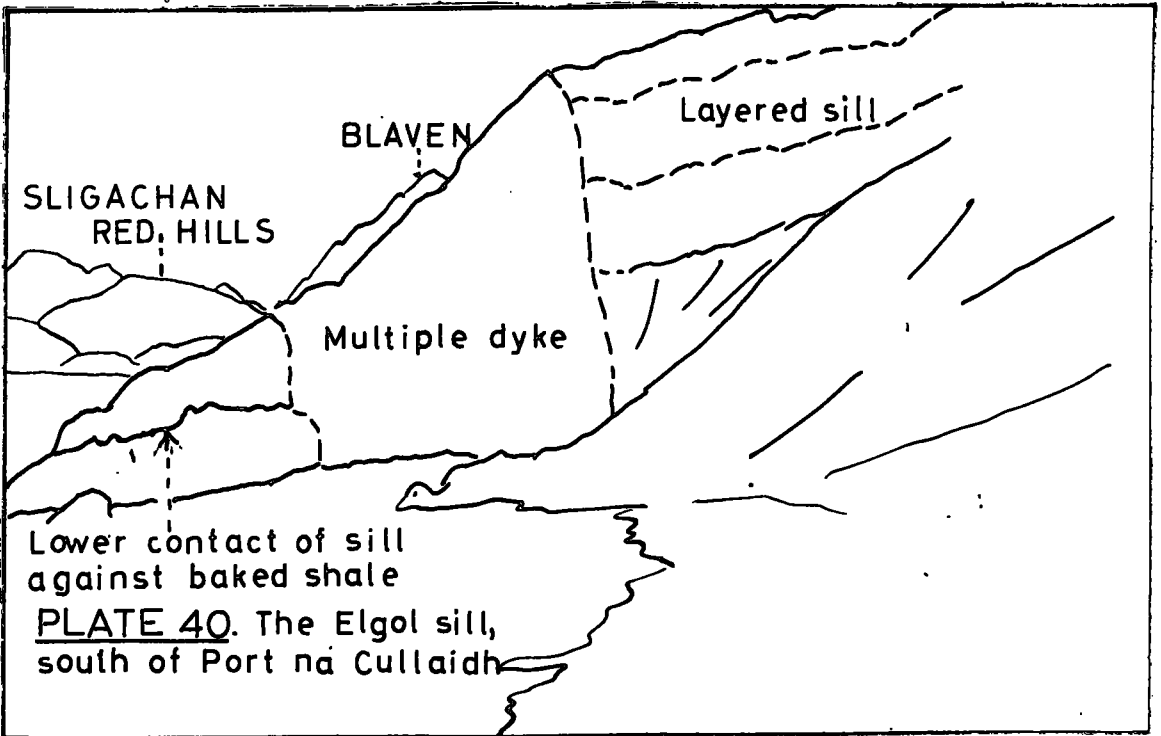 BLAVEN
Layered sill
SLIGACHAN
RED HILLS
Multiple dyke
Lower contact of sill
against baked shale
PLATE 40. The Elgol sill,
south of Port na Cullaidh